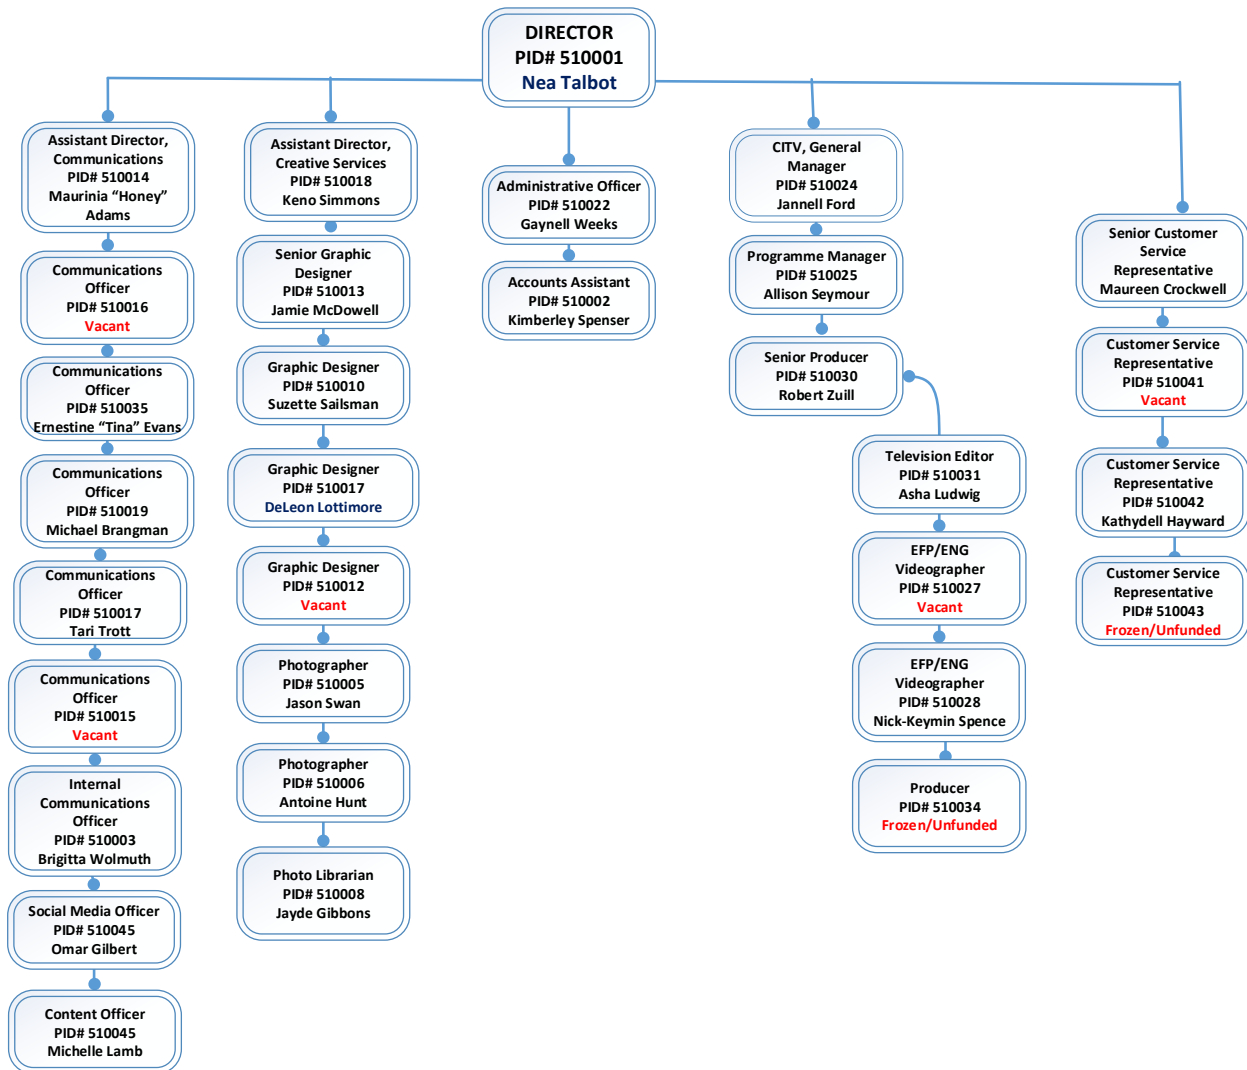 DIRECTOR
PID# 510001
Nea Talbot
Assistant Director,
Communications
PID# 510014
Maurinia “Honey”
Adams
Communications
Officer
PID# 510016
Vacant
Communications
Officer
PID# 510035
Ernestine “Tina” Evans
Communications
Officer
PID# 510019
Michael Brangman
Communications
Officer
PID# 510017
Tari Trott
Communications
Officer
PID# 510015
Vacant
Internal
Communications
Officer
PID# 510003
Brigitta Wolmuth
Social Media Officer
PID# 510045
Omar Gilbert
Content Officer
PID# 510045
Michelle Lamb
Assistant Director,
Creative Services
PID# 510018
Keno Simmons
Senior Graphic
Designer
PID# 510013
Jamie McDowell
Graphic Designer
PID# 510010
Suzette Sailsman
Graphic Designer
PID# 510017
DeLeon Lottimore
Graphic Designer
PID# 510012
Vacant
Photographer
PID# 510005
Jason Swan
Photographer
PID# 510006
Antoine Hunt
Photo Librarian
PID# 510008
Jayde Gibbons
Administrative Officer
PID# 510022
Gaynell Weeks
Accounts Assistant
PID# 510002
Kimberley Spenser
CITV, General
Manager
PID# 510024
Jannell Ford
Programme Manager
PID# 510025
Allison Seymour
Senior Producer
PID# 510030
Robert Zuill
Television Editor
PID# 510031
Asha Ludwig
EFP/ENG
Videographer
PID# 510027
Vacant
EFP/ENG
Videographer
PID# 510028
Nick-Keymin Spence
Producer
PID# 510034
Frozen/Unfunded
Senior Customer
Service
Representative
Maureen Crockwell
Customer Service
Representative
PID# 510041
Vacant
Customer Service
Representative
PID# 510042
Kathydell Hayward
Customer Service
Representative
PID# 510043
Frozen/Unfunded